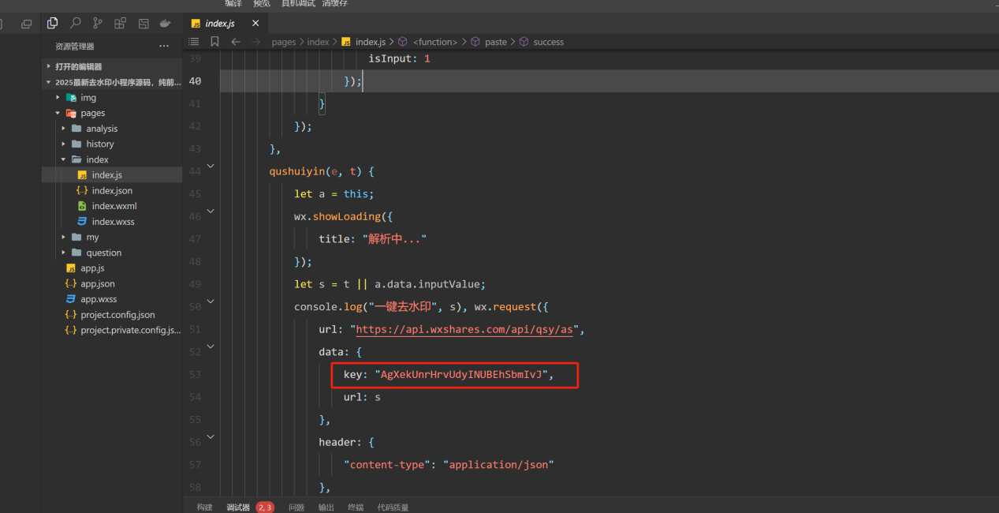 编译 预览 真机调试 清缓存
index.js
资源管理器
pages > index > index.js > <function> > paste > success
打开的编辑器
2025最新去水印小程序源码，纯前...
img
pages
analysis
history
index
index.js
index.json
index.wxml
index.wxss
my
question
app.js
app.json
app.wxss
project.config.json
project.private.config.js...
39 isInput: 1
40 });
41 }
42 });
43 },
44 qushuiyin(e, t) {
45 let a = this;
46 wx.showLoading({
47 title: "解析中..."
48 });
49 let s = t || a.data.inputValue;
50 console.log("一键去水印", s), wx.request({
51 url: "https://api.wxshares.com/api/qsy/as",
52 data: {
53 key: "AgXekUnrHrvUdyINUBEhSbmIvJ",
54 url: s
55 },
56 header: {
57 "content-type": "application/json"
58 },
构建 调试器 2, 3 问题 输出 终端 代码质量